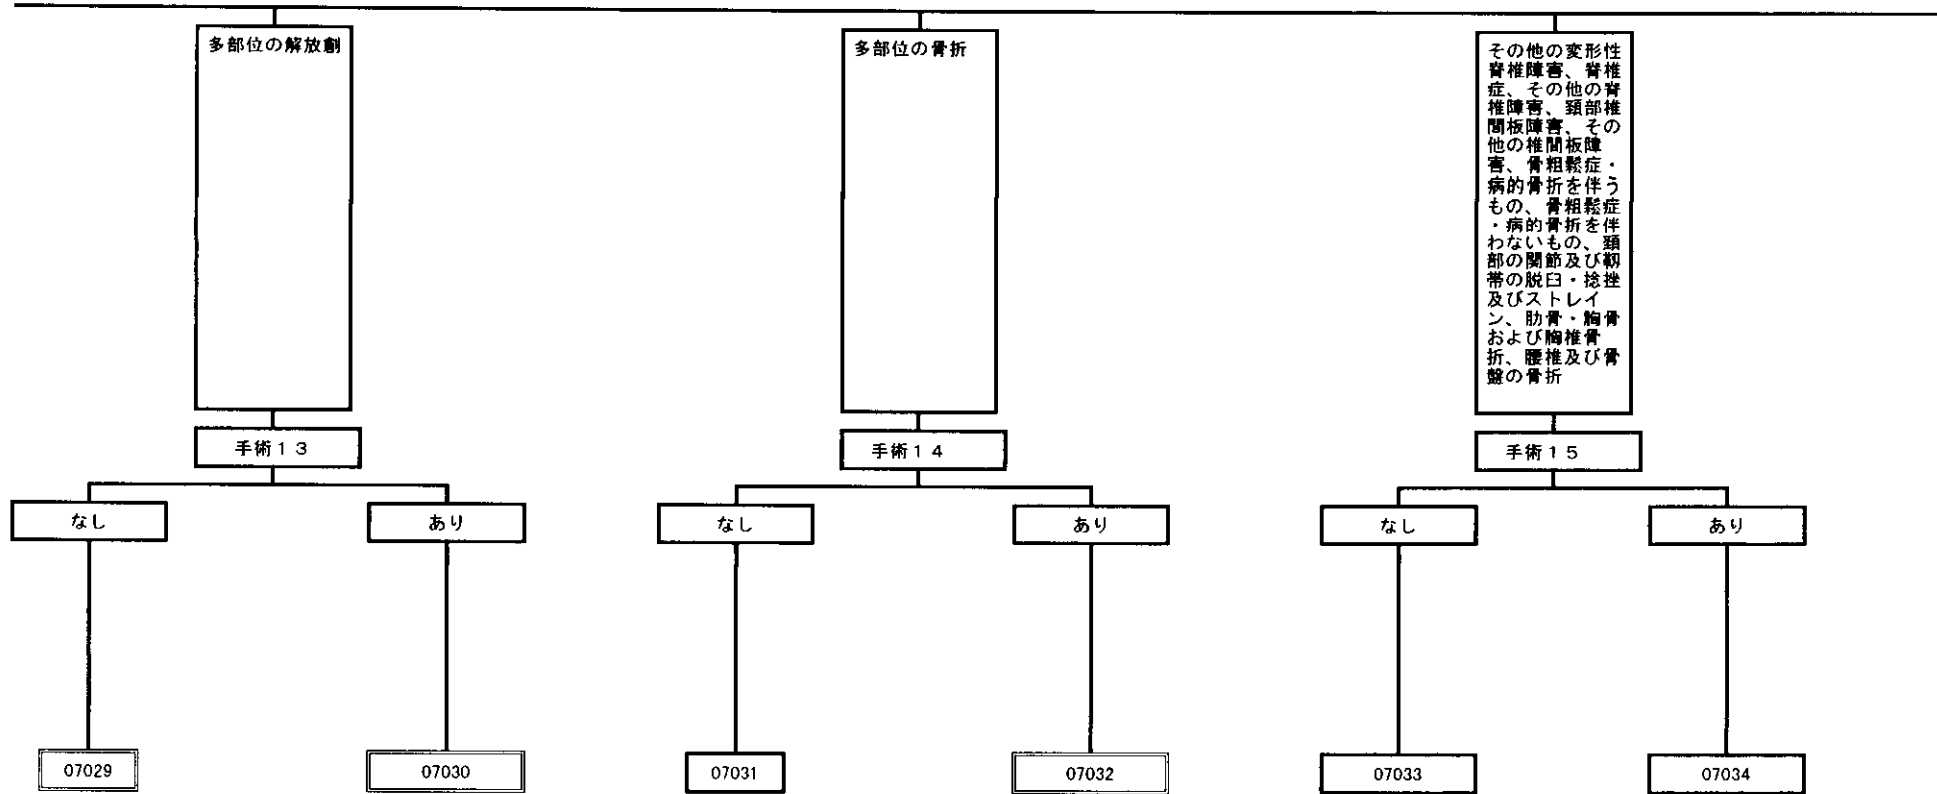 多部位の解放創
多部位の骨折
その他の変形性
脊椎障害、脊椎
症、その他の脊
椎障害、頚部椎
間板障害、その
他の椎間板障
害、骨粗鬆症・
病的骨折を伴う
もの、骨粗鬆症
・病的骨折を伴
わないもの、頚
部の関節及び靭
帯の脱臼・捻挫
及びストレイ
ン、肋骨・胸骨
および胸椎骨
折、腰椎及び骨
盤の骨折
手術13
手術14
手術15
なし
あり
なし
あり
なし
あり
07029
07030
07031
07032
07033
07034